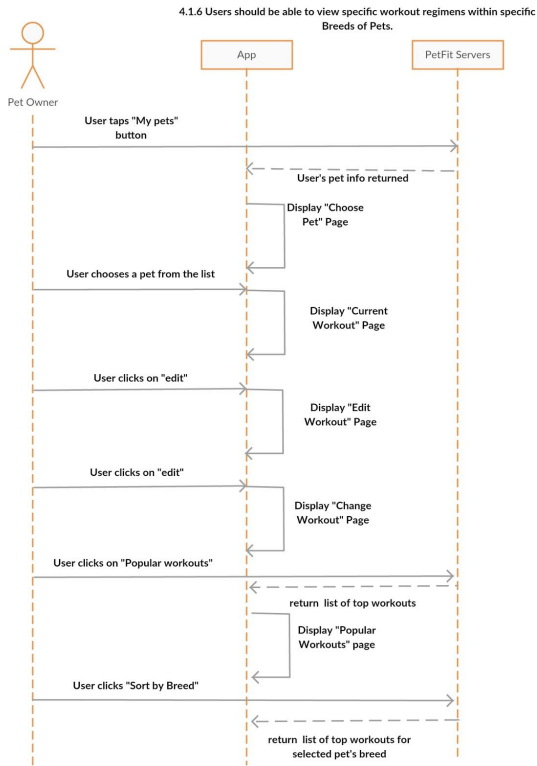 4.1.6 Users should be able to view specific workout regimens within specific
Breeds of Pets.
App
PetFit Servers
Pet Owner
User taps "My pets"
button
User's pet info returned
Display "Choose
Pet" Page
User chooses a pet from the list
Display "Current
Workout" Page
User clicks on "edit"
Display "Edit
Workout" Page
User clicks on "edit"
Display "Change
Workout" Page
User clicks on "Popular workouts"
return list of top workouts
Display "Popular
Workouts" page
User clicks "Sort by Breed"
return list of top workouts for
selected pet's breed